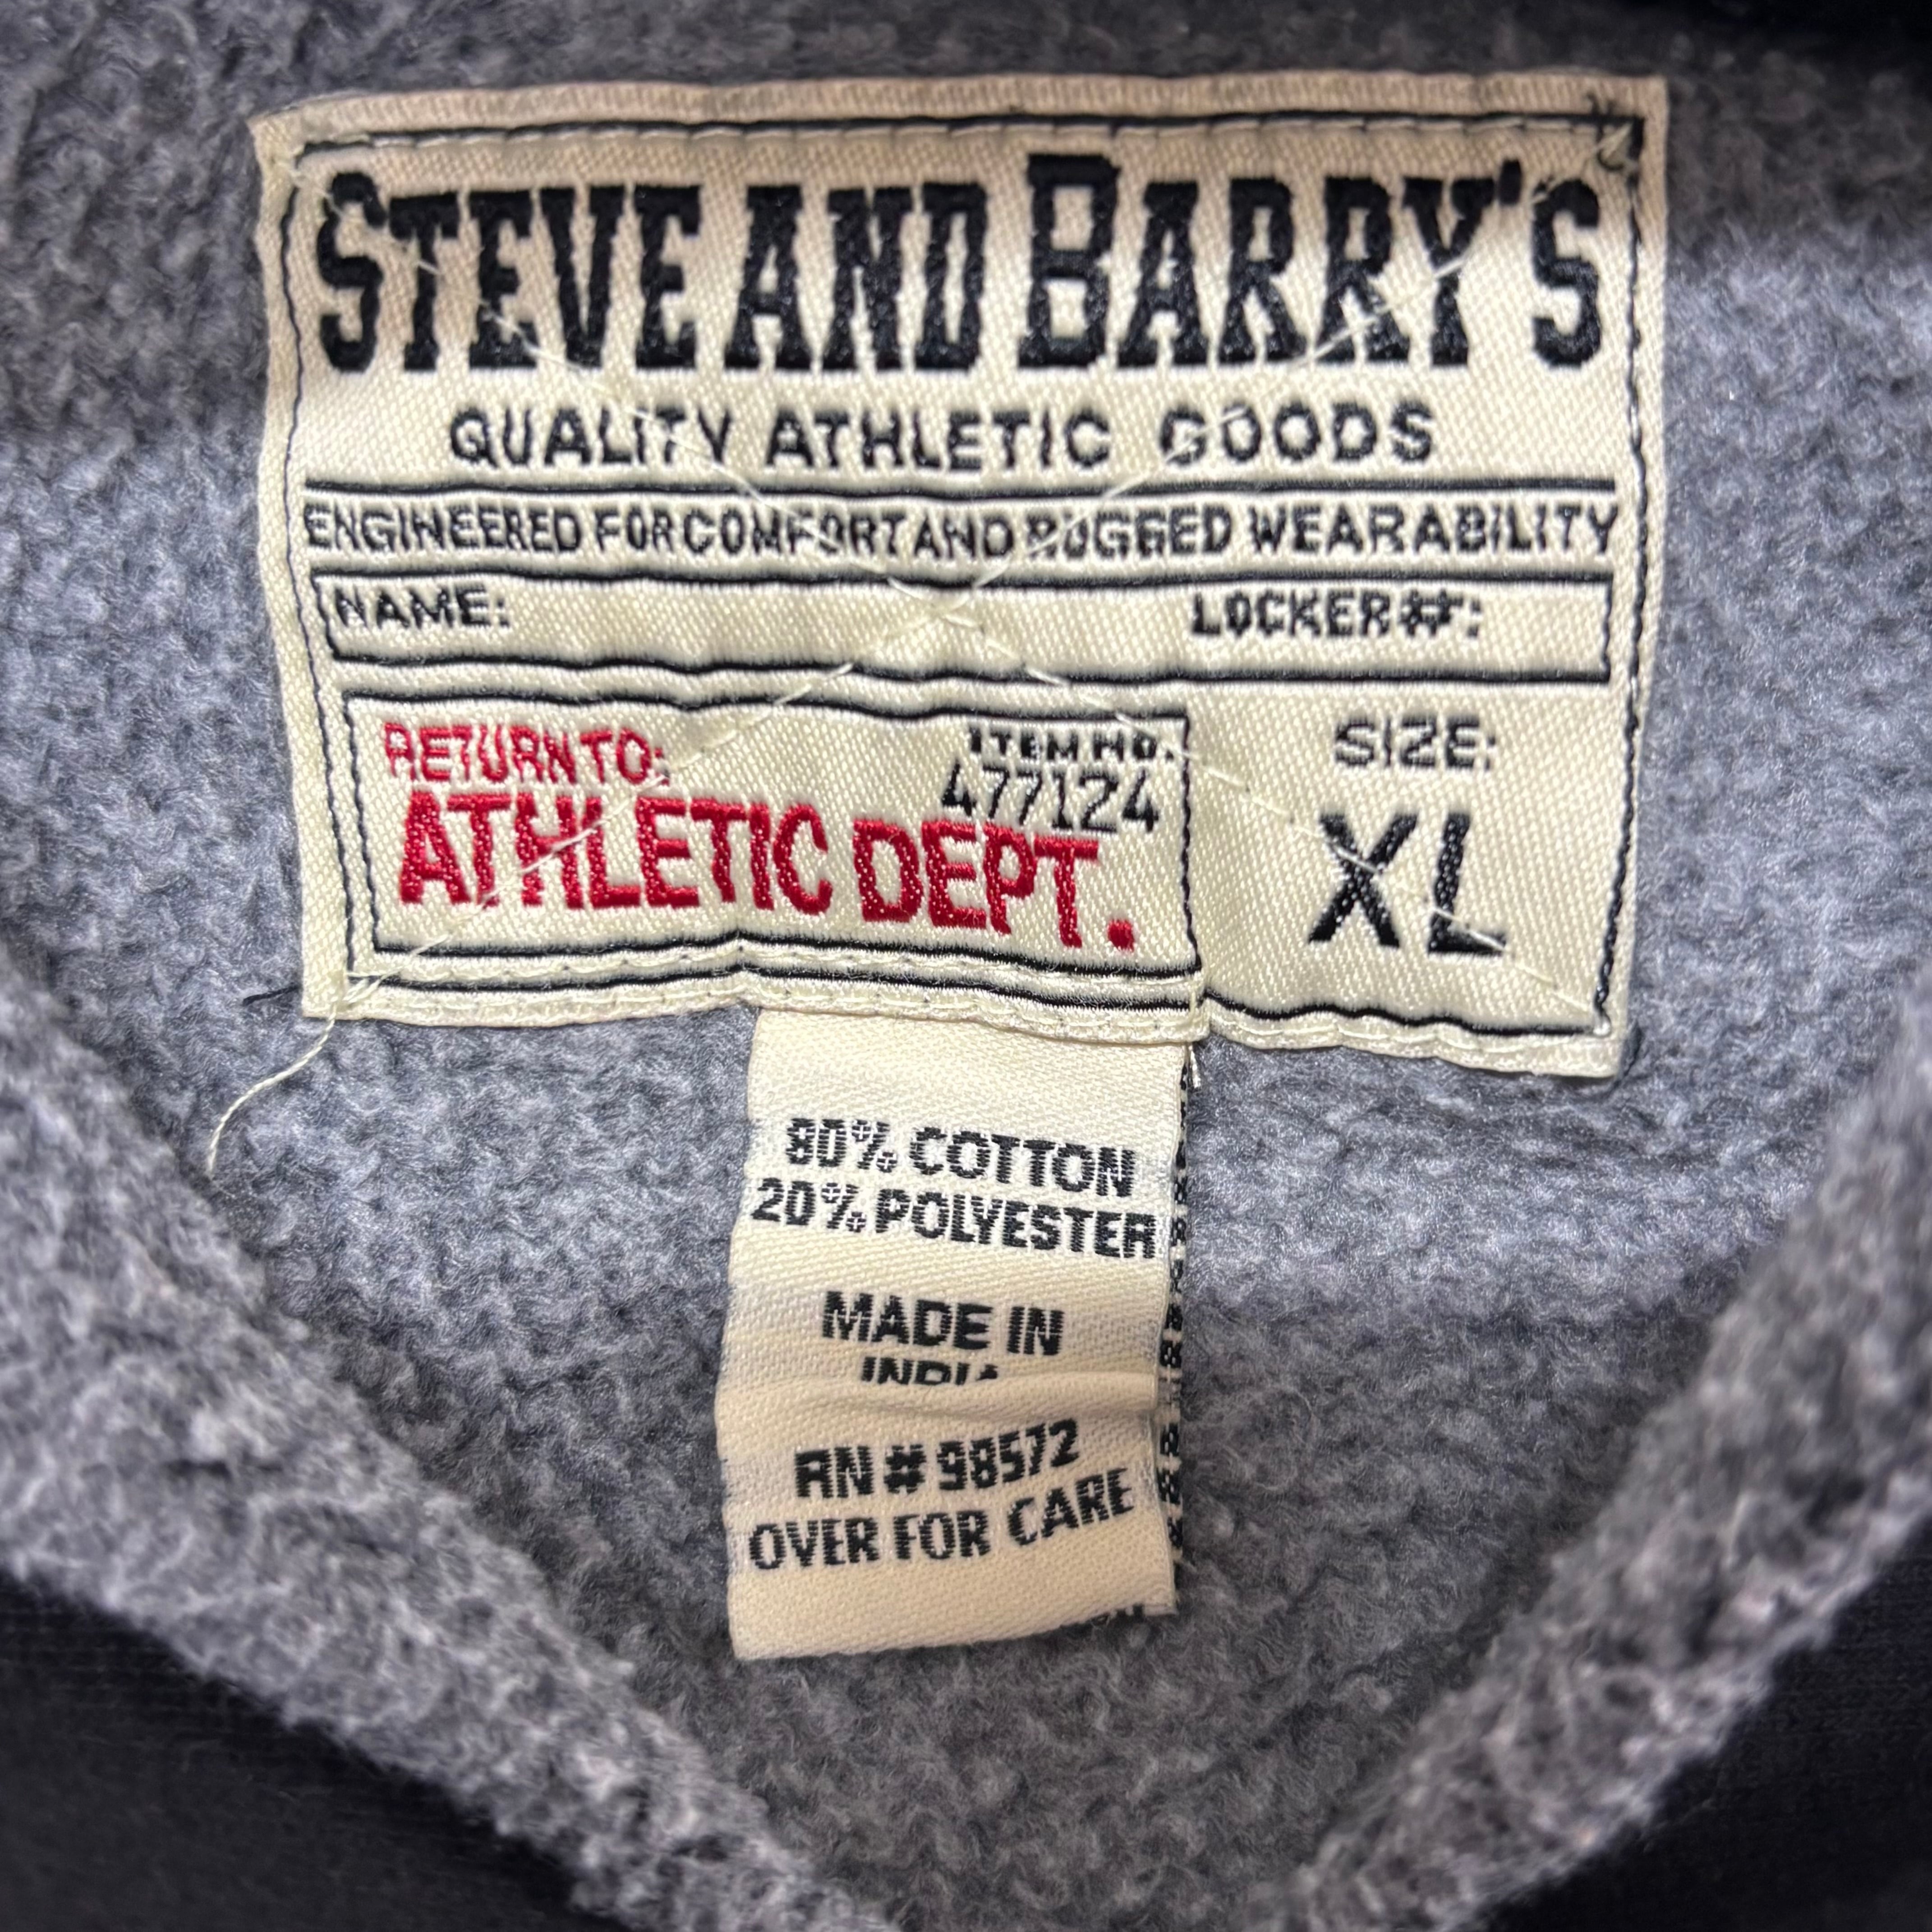 STEVE AND BARRY'S
QUALITY ATHLETIC GOODS
ENGINEERED FOR COMFORT AND RUGGED WEARABILITY
NAME: LOCKER#:
RETURN TO:
ATHLETIC DEPT.
ITEM NO.
477124
SIZE:
XL
80% COTTON
20% POLYESTER
MADE IN
INDIA
RN # 98572
OVER FOR CARE